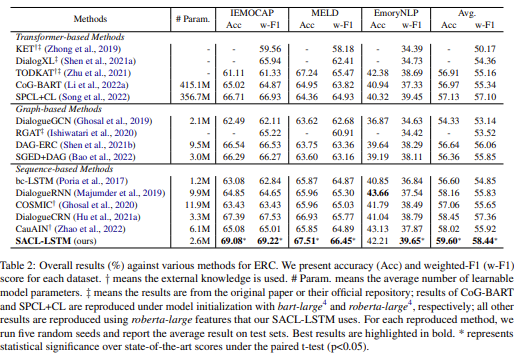 Methods # Param. IEMOCAP MELD EmoryNLP Avg.
Acc w-F1 Acc w-F1 Acc w-F1 Acc w-F1
Transformer-based Methods
KET†‡ (Zhong et al., 2019) - - 59.56 - 58.18 - 34.39 - 50.17
DialogXL‡ (Shen et al., 2021a) - - 65.94 - 62.41 - 34.73 - 54.36
TODKAT†‡ (Zhu et al., 2021) - 61.11 61.33 67.24 65.47 42.38 38.69 56.91 55.16
CoG-BART (Li et al., 2022a) 415.1M 65.02 64.87 64.95 63.82 40.94 37.33 56.97 55.34
SPCL+CL (Song et al., 2022) 356.7M 66.71 66.93 64.36 64.93 40.32 39.45 57.13 57.10
Graph-based Methods
DialogueGCN (Ghosal et al., 2019) 2.1M 62.49 62.11 63.62 62.68 36.87 34.63 54.33 53.14
RGAT‡ (Ishiwatari et al., 2020) - - 65.22 - 60.91 - 34.42 - 53.52
DAG-ERC (Shen et al., 2021b) 9.5M 66.54 66.53 63.75 63.36 39.64 38.29 56.64 56.06
SGED+DAG (Bao et al., 2022) 3.0M 66.29 66.27 63.60 63.16 39.19 38.11 56.36 55.85
Sequence-based Methods
bc-LSTM (Poria et al., 2017) 1.2M 63.08 62.84 65.87 64.87 40.85 36.84 56.60 54.85
DialogueRNN (Majumder et al., 2019) 9.9M 64.85 64.65 65.96 65.30 43.66 37.54 58.16 55.83
COSMIC† (Ghosal et al., 2020) 11.9M 63.43 63.43 65.96 65.03 41.79 38.49 57.06 55.65
DialogueCRN (Hu et al., 2021a) 3.3M 67.39 67.53 66.93 65.77 41.04 38.79 58.45 57.36
CauAIN† (Zhao et al., 2022) 6.1M 65.08 65.01 65.85 64.89 43.13 37.87 58.02 55.92
SACL-LSTM (ours) 2.6M 69.08* 69.22* 67.51* 66.45* 42.21 39.65* 59.60* 58.44*
Table 2: Overall results (%) against various methods for ERC. We present accuracy (Acc) and weighted-F1 (w-F1)
score for each dataset. † means the external knowledge is used. # Param. means the average number of learnable
model parameters. ‡ means the results are from the original paper or their official repository; results of CoG-BART
and SPCL+CL are reproduced under model initialization with bart-large⁴ and roberta-large⁴, respectively; all other
results are reproduced using roberta-large features that our SACL-LSTM uses. For each reproduced method, we
run five random seeds and report the average result on test sets. Best results are highlighted in bold. * represents
statistical significance over state-of-the-art scores under the paired t-test (p<0.05).